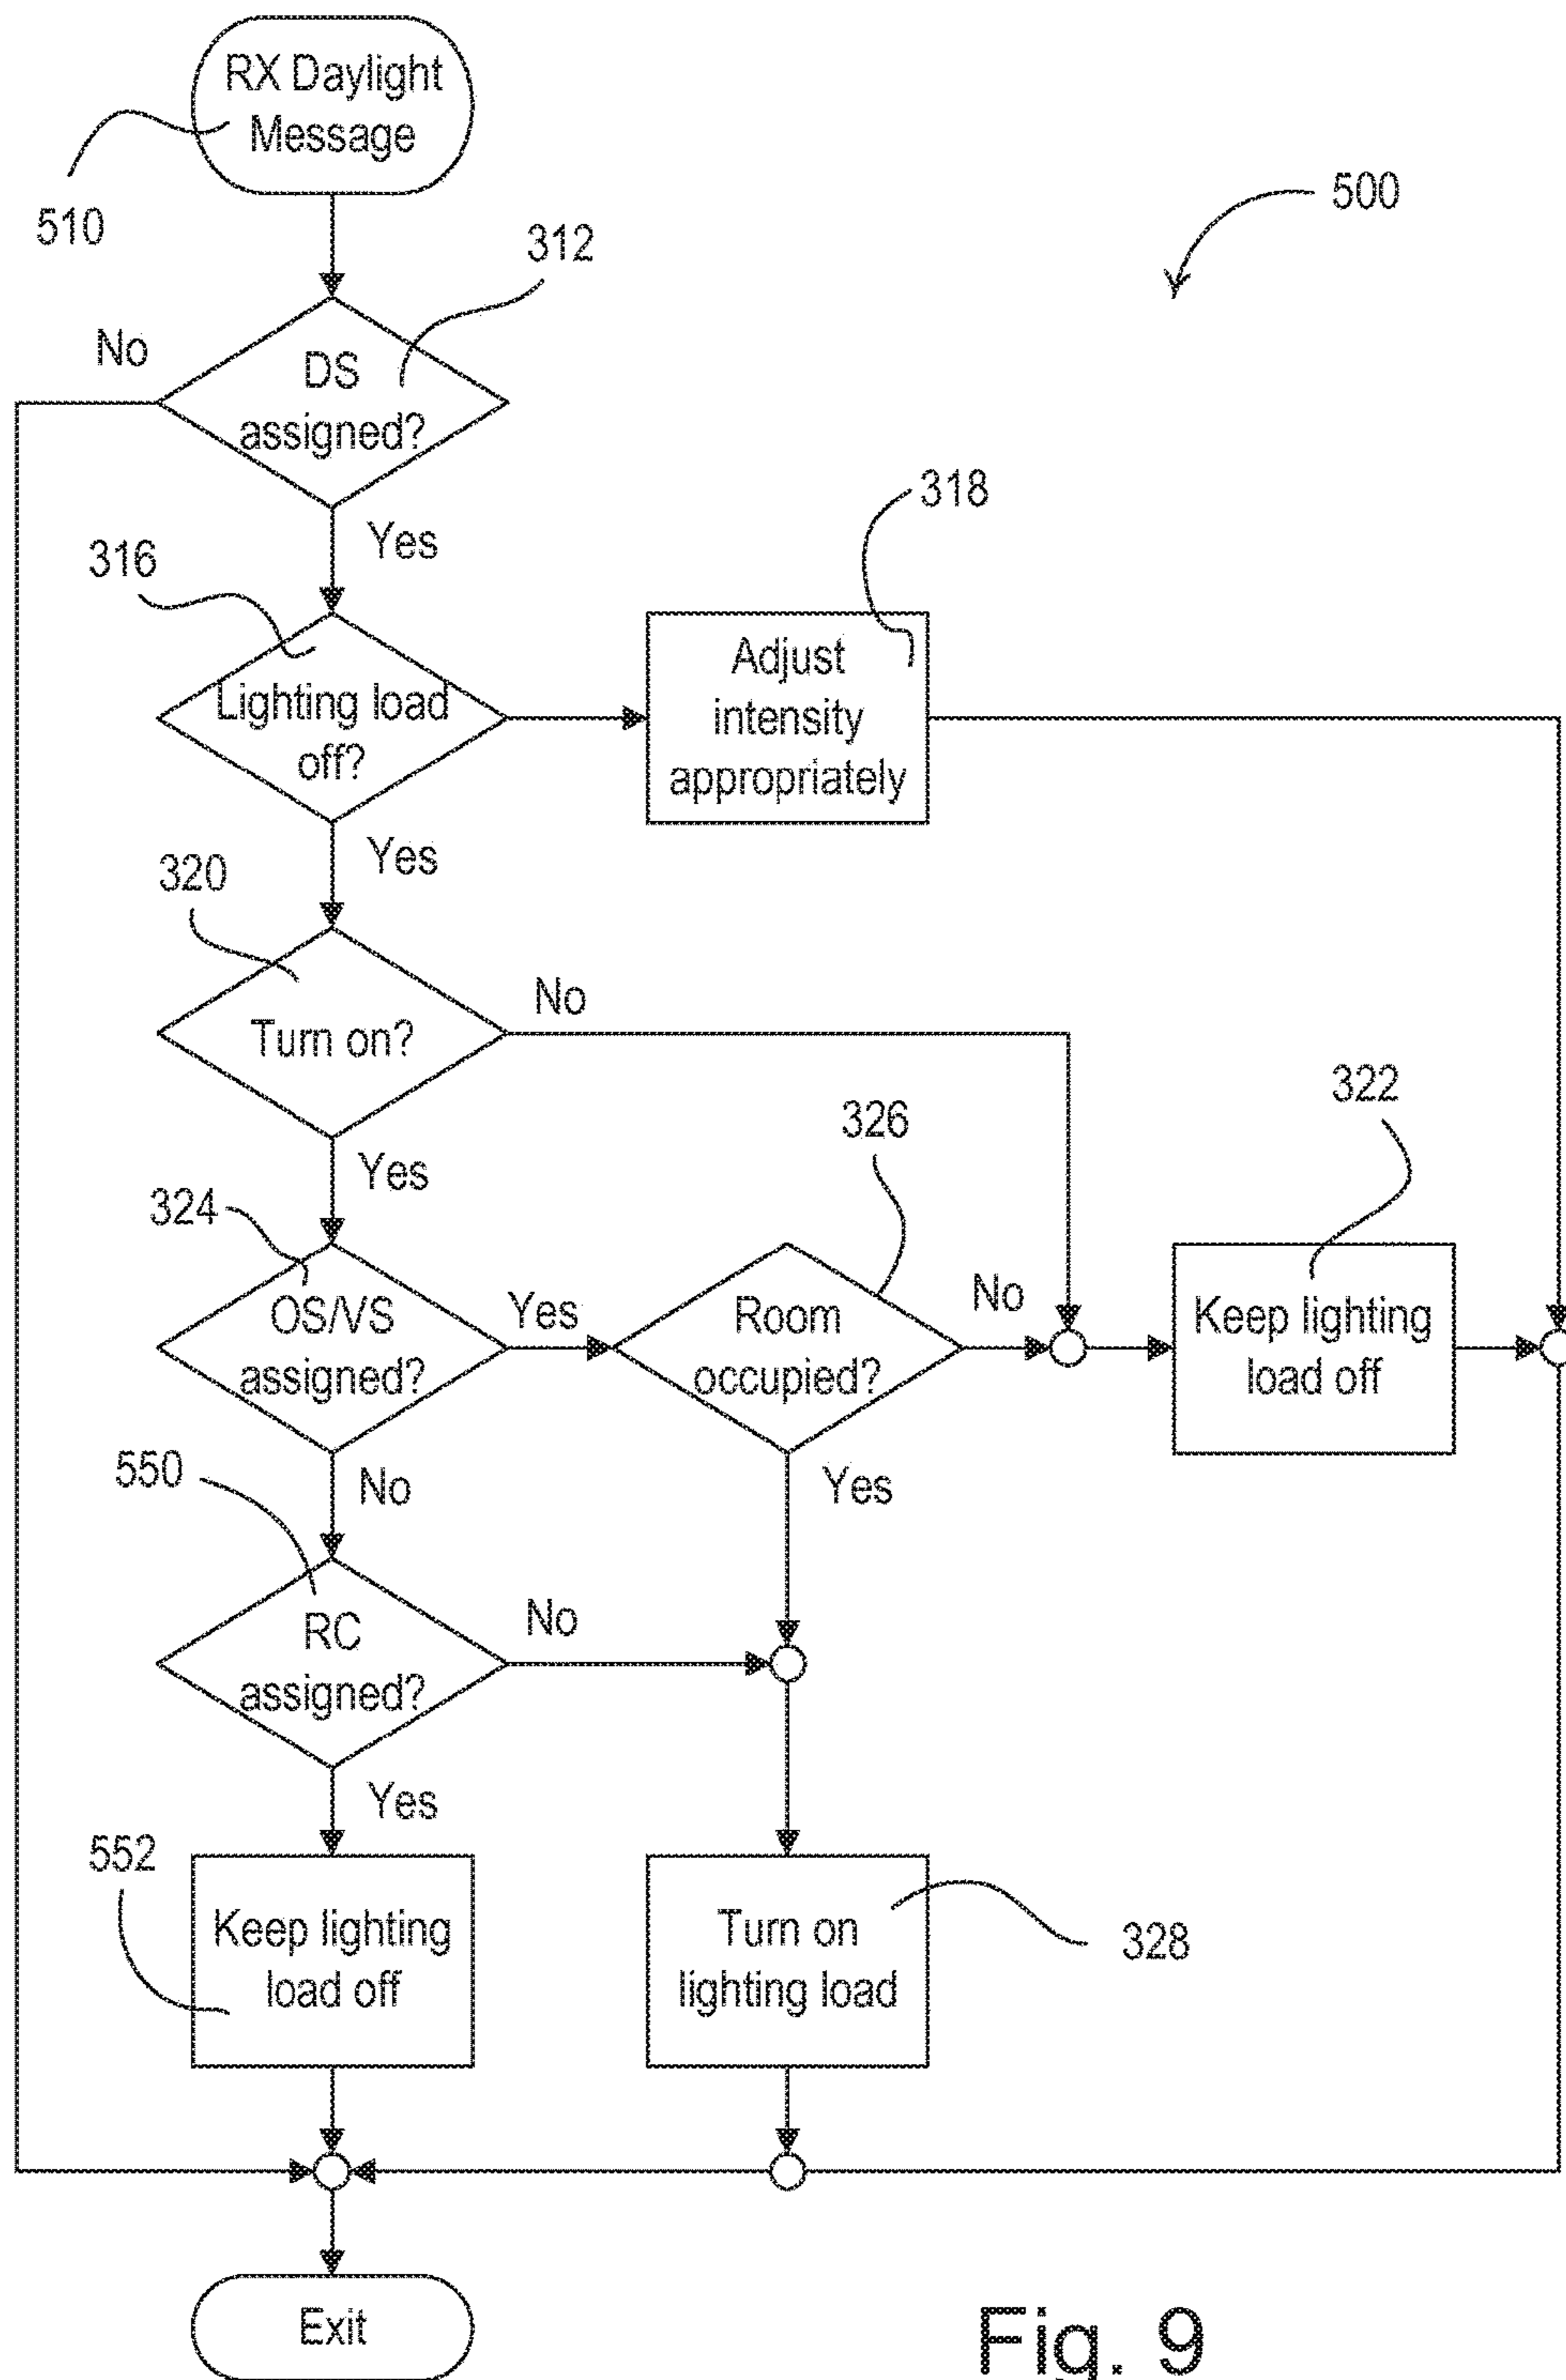 RX Daylight
Message
510
500
312
No
DS
assigned?
Yes
318
316
Adjust
intensity
appropriately
Lighting load
off?
Yes
320
No
Turn on?
322
326
Yes
324
OS/VS
assigned?
Yes
Room
occupied?
No
Keep lighting
load off
550
No
Yes
RC
assigned?
No
Yes
552
Keep lighting
load off
Turn on
lighting load
328
Exit
Fig. 9